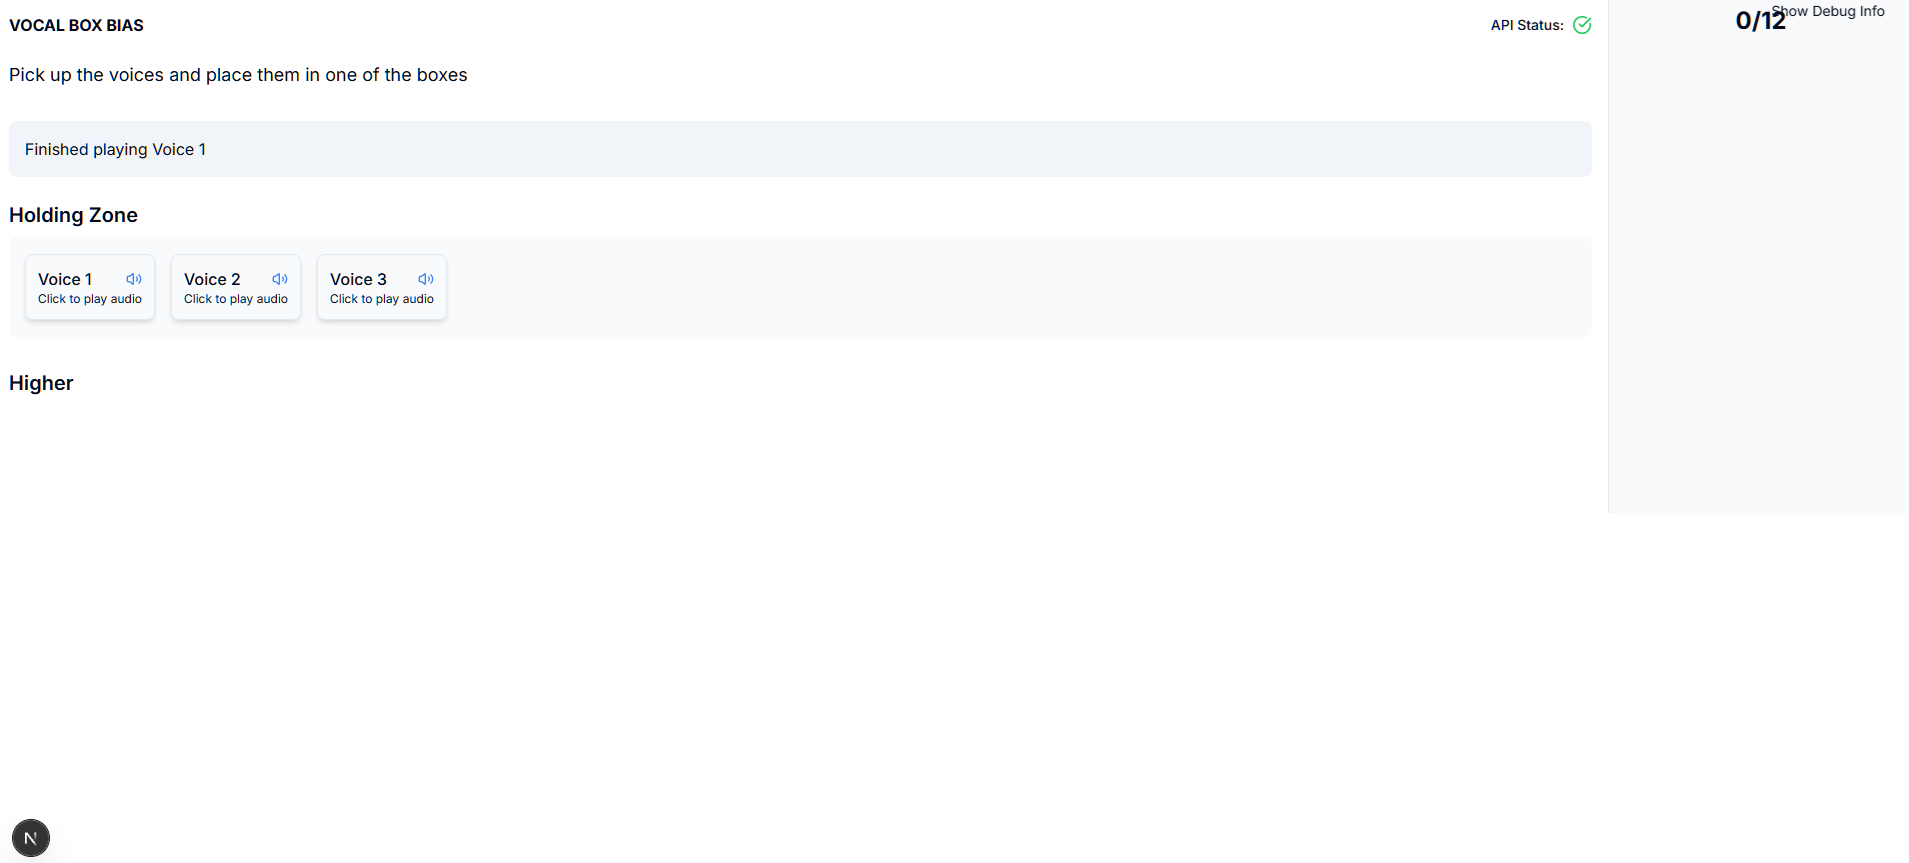 VOCAL BOX BIAS
API Status:
0/12
Show Debug Info
Pick up the voices and place them in one of the boxes
Finished playing Voice 1
Holding Zone
Voice 1
Click to play audio
Voice 2
Click to play audio
Voice 3
Click to play audio
Higher
N